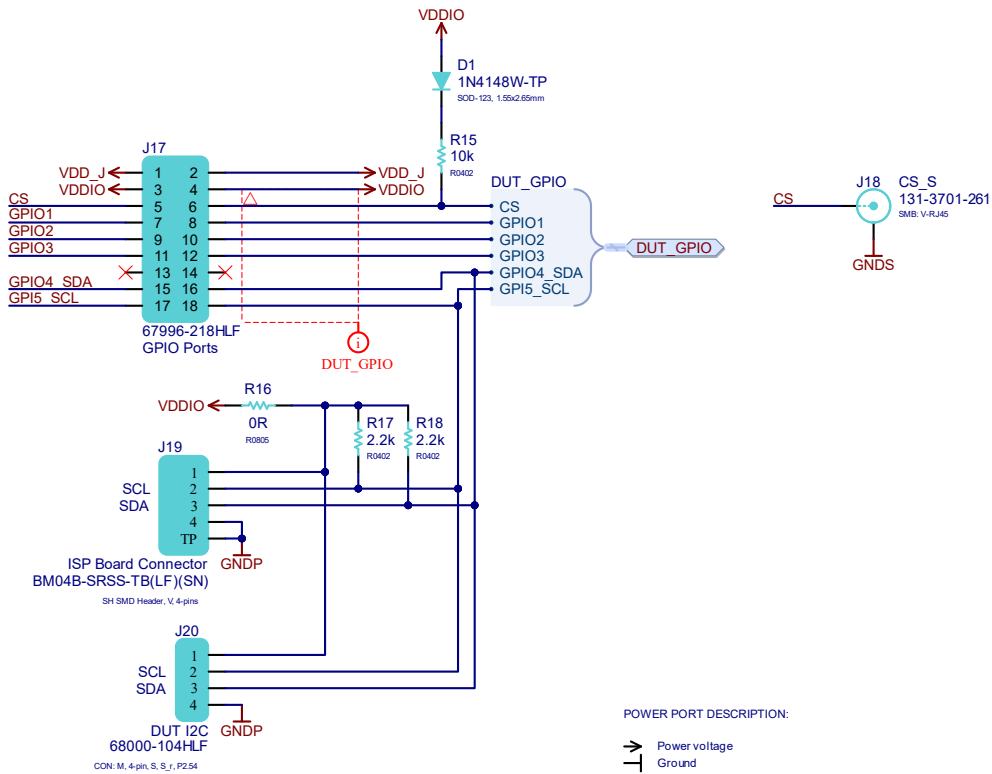 VDDIO
D1
1N4148W-TP
SOD-123, 1.55x2.65mm
R15
10k
R0402
J17
VDD_J 1 2 VDD_J
VDDIO 3 4 VDDIO
CS 5 6
GPIO1 7 8
GPIO2 9 10
GPIO3 11 12
13 14
GPIO4_SDA 15 16
GPI5_SCL 17 18
67996-218HLF
GPIO Ports
i
DUT_GPIO
DUT_GPIO
CS
GPIO1
GPIO2
GPIO3
GPIO4_SDA
GPI5_SCL
DUT_GPIO
CS
J18
CS_S
131-3701-261
SMB: V-RJ45
GNDS
VDDIO
R16
0R
R0805
R17
2.2k
R0402
R18
2.2k
R0402
J19
1
SCL 2
SDA 3
4
TP
GNDP
ISP Board Connector
BM04B-SRSS-TB(LF)(SN)
SH SMD Header, V, 4-pins
J20
1
SCL 2
SDA 3
4
GNDP
DUT I2C
68000-104HLF
CON: M, 4-pin, S, S_r, P2.54
POWER PORT DESCRIPTION:
Power voltage
Ground